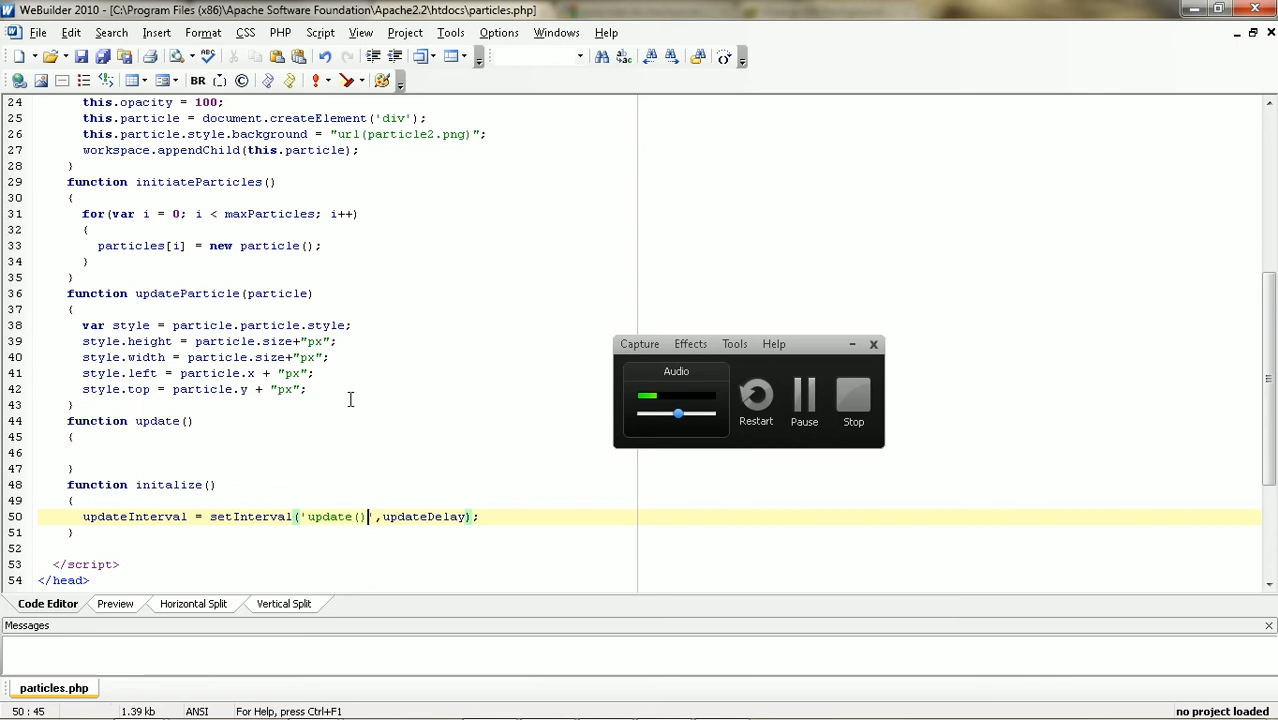 WeBuilder 2010 - [C:\Program Files (x86)\Apache Software Foundation\Apache2.2\htdocs\particles.php]
File Edit Search Insert Format CSS PHP Script View Project Tools Options Windows Help
BR
24 this.opacity = 100;
25 this.particle = document.createElement('div');
26 this.particle.style.background = "url(particle2.png)";
27 workspace.appendChild(this.particle);
28 }
29 function initiateParticles()
30 {
31 for(var i = 0; i < maxParticles; i++)
32 {
33 particles[i] = new particle();
34 }
35 }
36 function updateParticle(particle)
37 {
38 var style = particle.particle.style;
39 style.height = particle.size+"px";
40 style.width = particle.size+"px";
41 style.left = particle.x + "px";
42 style.top = particle.y + "px";
43 }
44 function update()
45 {
46
47 }
48 function initalize()
49 {
50 updateInterval = setInterval('update()',updateDelay);
51 }
52
53 </script>
54 </head>
Capture Effects Tools Help
Audio
Restart Pause Stop
Code Editor Preview Horizontal Split Vertical Split
Messages
particles.php
50 : 45 1.39 kb ANSI For Help, press Ctrl+F1 no project loaded